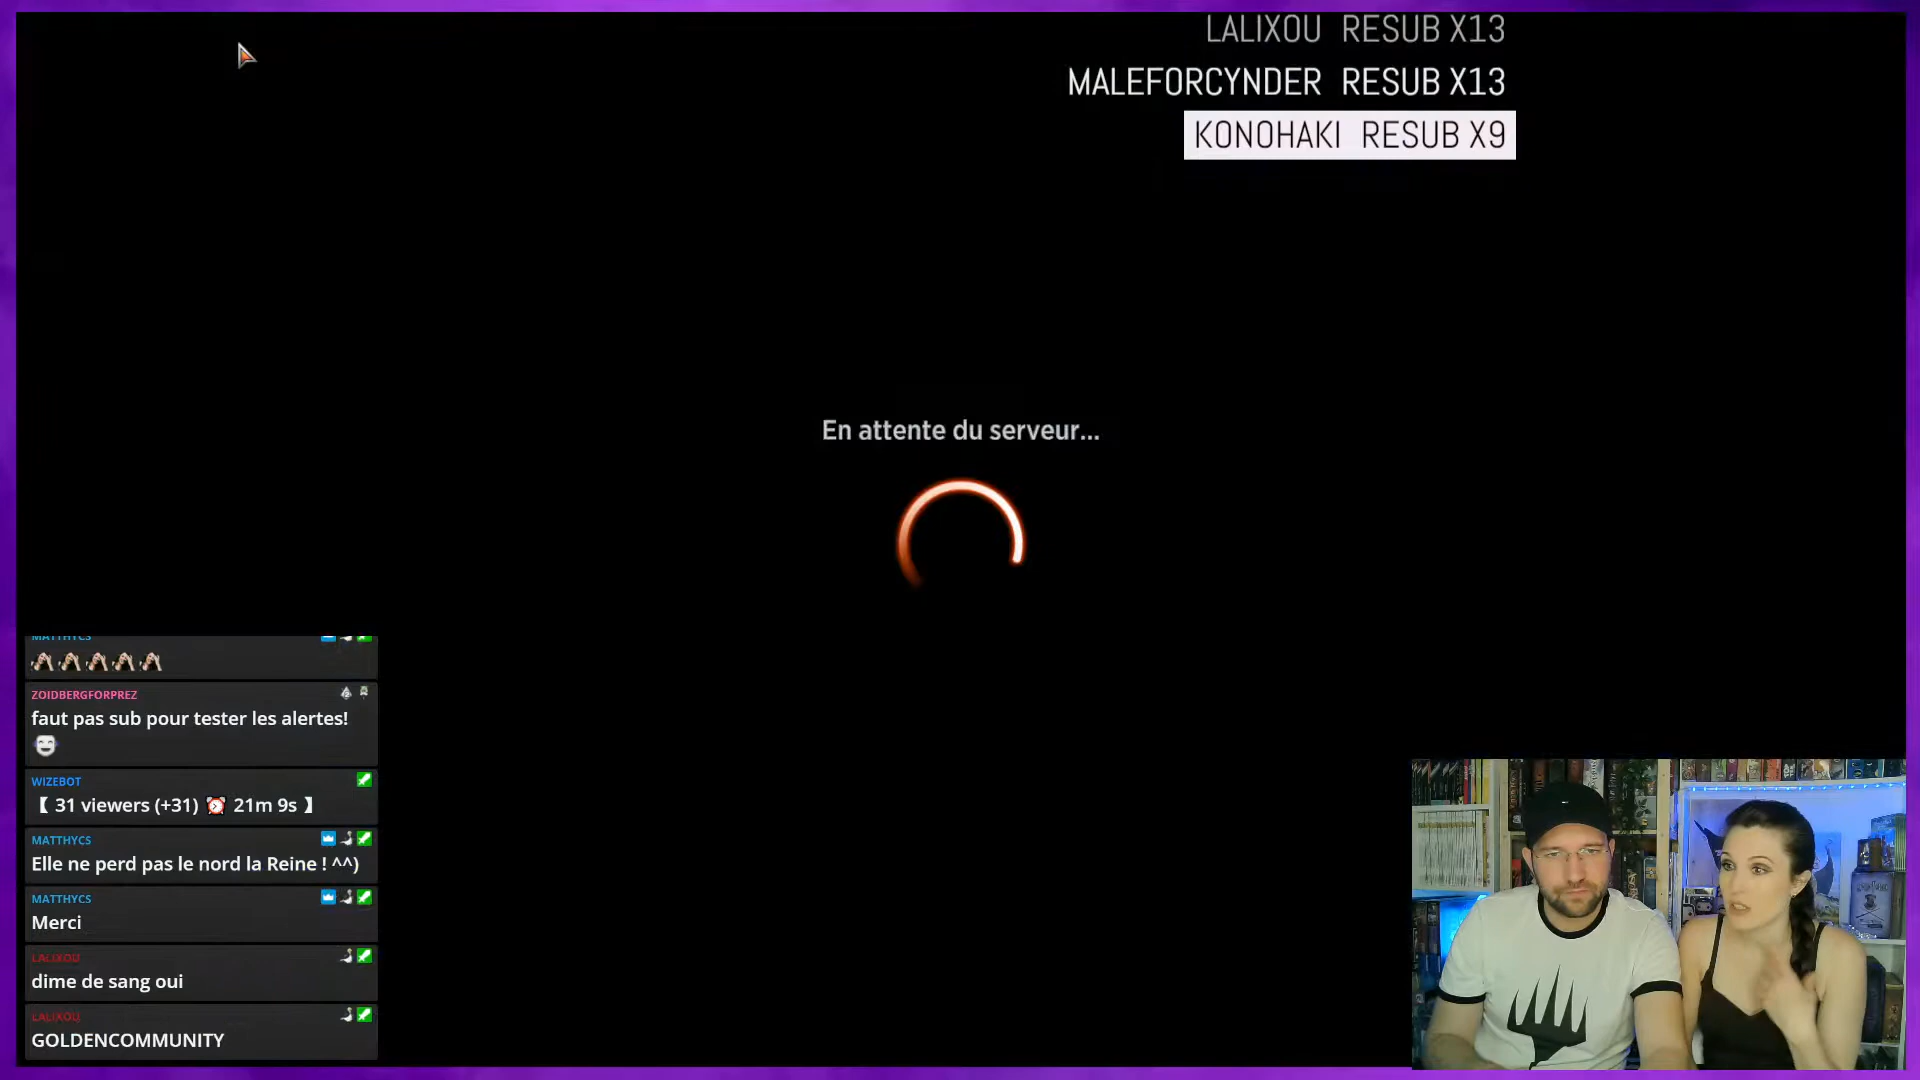 LALIXOU RESUB X13
MALEFORCYNDER RESUB X13
KONOHAKI RESUB X9
En attente du serveur...
MATTHYCS
ZOIDBERGFORPREZ
faut pas sub pour tester les alertes!
WIZEBOT
【 31 viewers (+31) ⏰ 21m 9s 】
MATTHYCS
Elle ne perd pas le nord la Reine ! ^^)
MATTHYCS
Merci
LALIXOU
dime de sang oui
LALIXOU
GOLDENCOMMUNITY